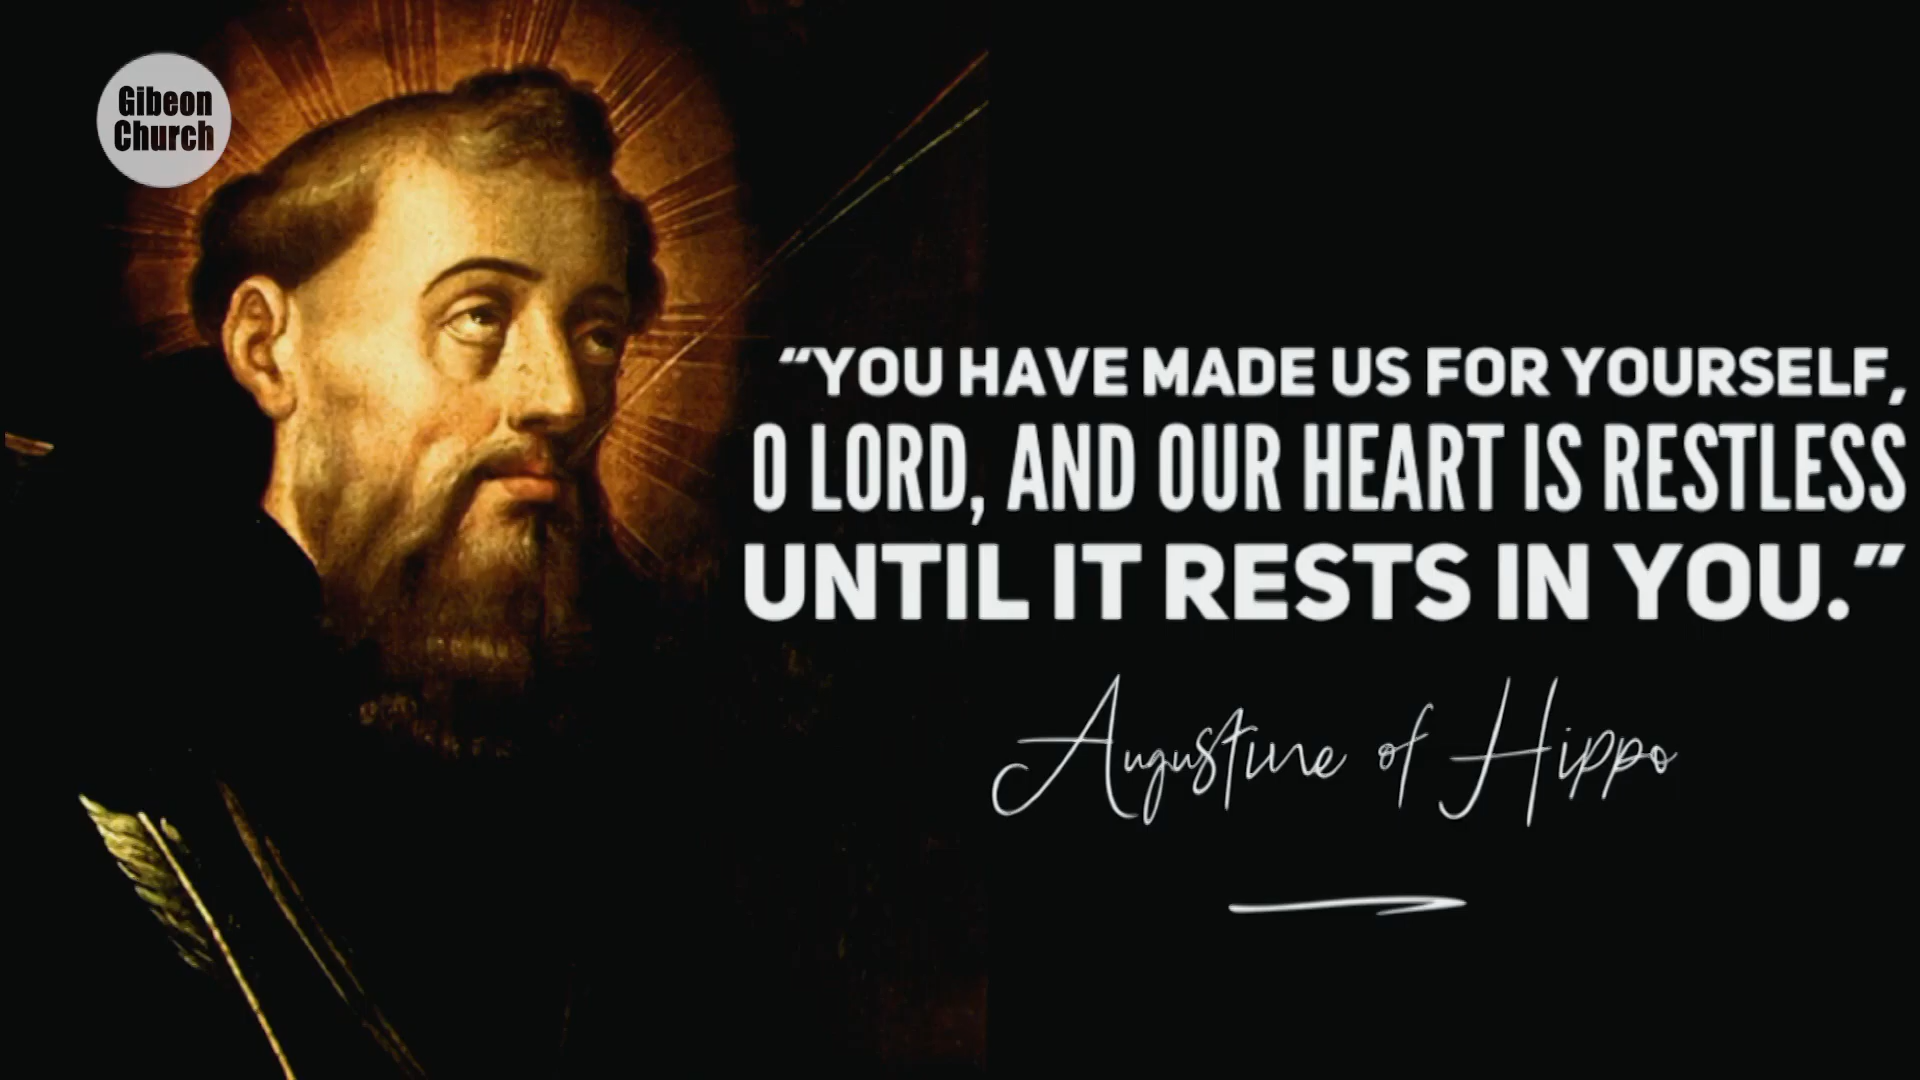 Gibeon
Church
“YOU HAVE MADE US FOR YOURSELF,
O LORD, AND OUR HEART IS RESTLESS
UNTIL IT RESTS IN YOU.”
Augustine of Hippo